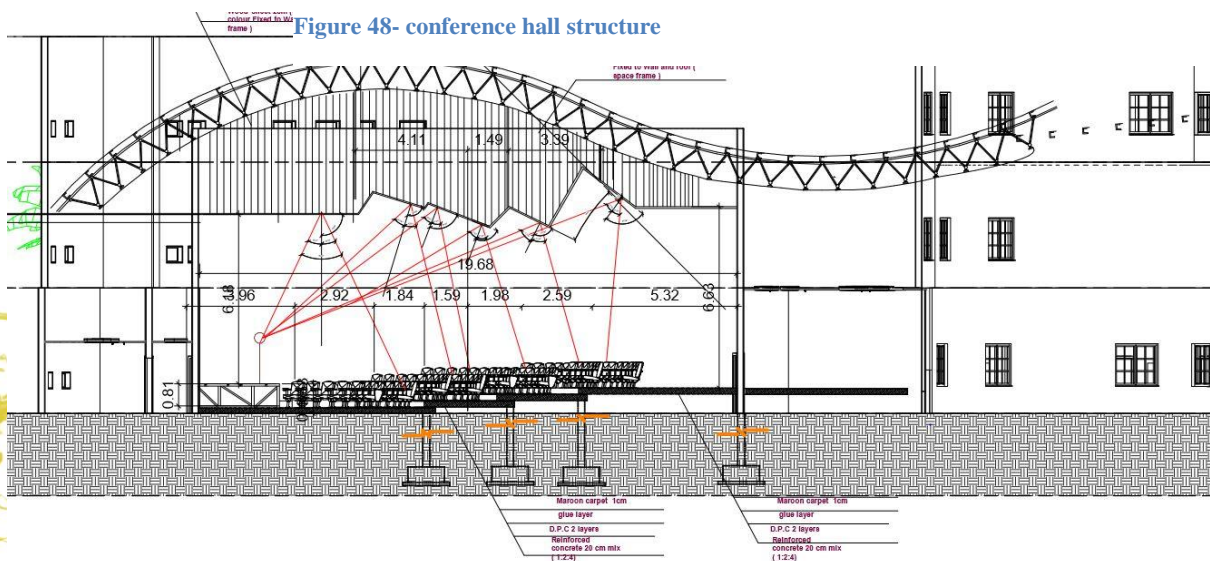 colour Fixed to Wa
frame )
Figure 48- conference hall structure
Fixed to Wall and roof (
space frame )
4.11
1.49
3.39
19.68
2.92
1.84
1.59
1.98
2.59
5.32
6.63
0.81
Maroon carpet 1cm
glue layer
D.P.C 2 layers
Reinforced
concrete 20 cm mix
( 1:2:4)
Maroon carpet 1cm
glue layer
D.P.C 2 layers
Reinforced
concrete 20 cm mix
( 1:2:4)